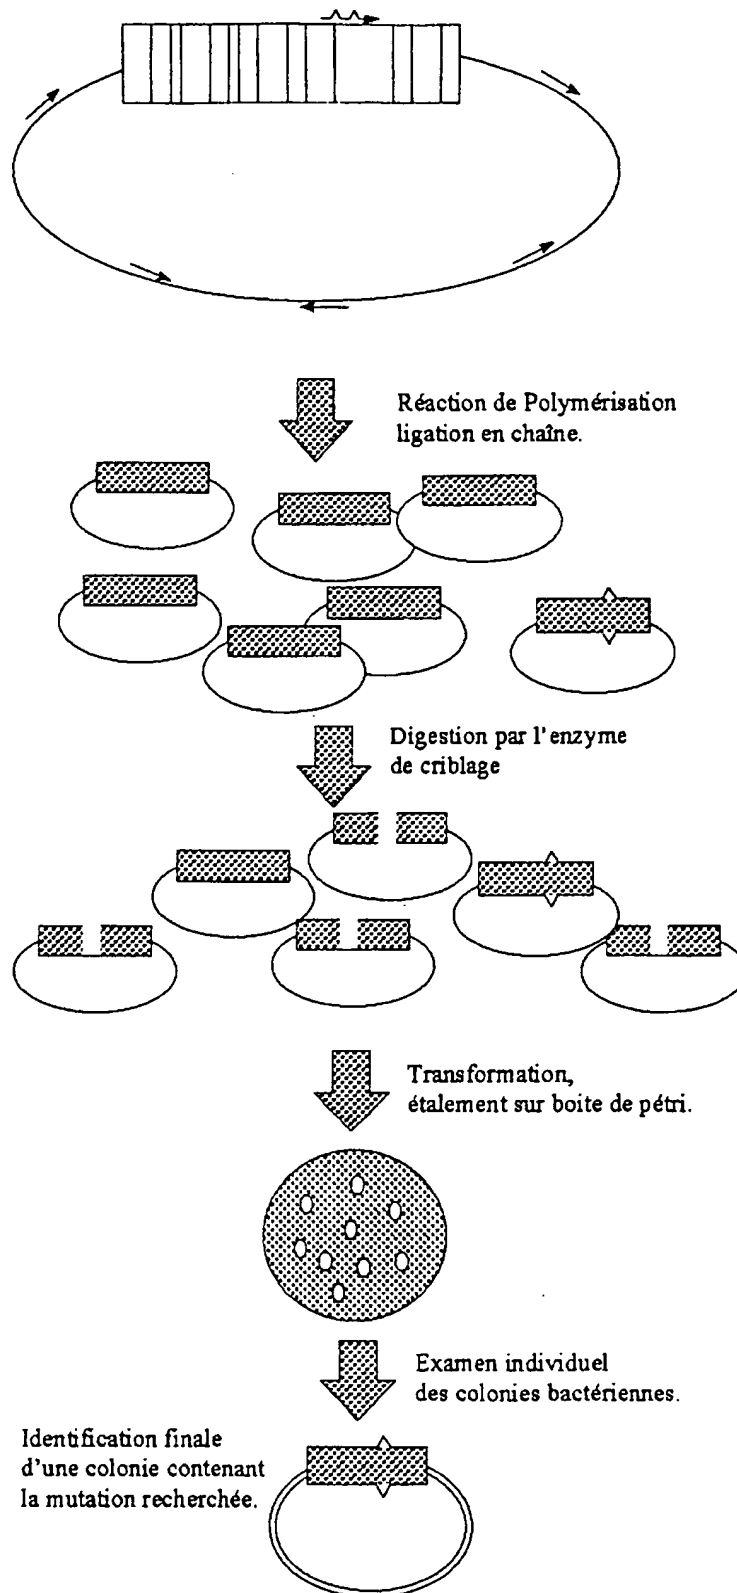 Réaction de Polymérisation
ligation en chaîne.
Digestion par l'enzyme
de criblage
Transformation,
étalement sur boite de pétri.
Examen individuel
des colonies bactériennes.
Identification finale
d'une colonie contenant
la mutation recherchée.